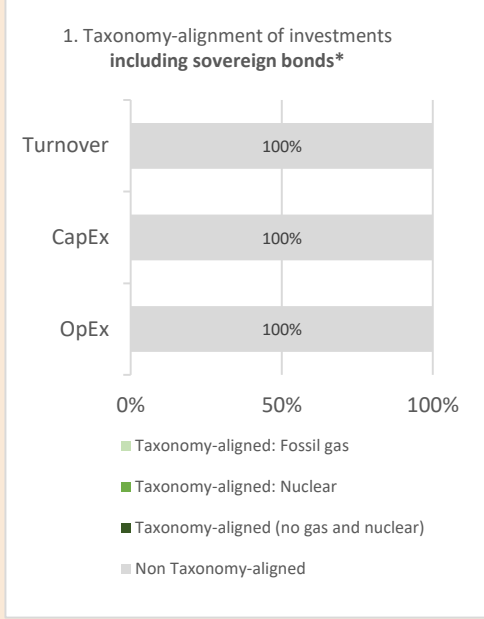 1. Taxonomy-alignment of investments
including sovereign bonds*
Turnover
100%
CapEx
100%
OpEx
100%
0%
50%
100%
Taxonomy-aligned: Fossil gas
Taxonomy-aligned: Nuclear
Taxonomy-aligned (no gas and nuclear)
Non Taxonomy-aligned